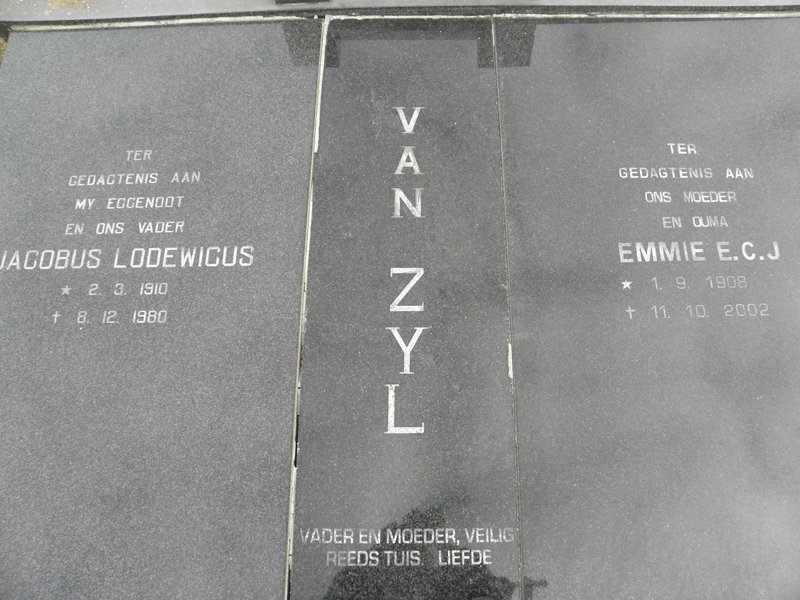 TER
GEDAGTENIS AAN
MY EGGENOOT
EN ONS VADER
JACOBUS LODEWICUS
★ 2. 3. 1910
† 8. 12. 1980
VAN ZYL
VADER EN MOEDER, VEILIG
REEDS TUIS. LIEFDE
TER
GEDAGTENIS AAN
ONS MOEDER
EN OUMA
EMMIE E.C.J
★ 1. 9. 1908
† 11. 10. 2002